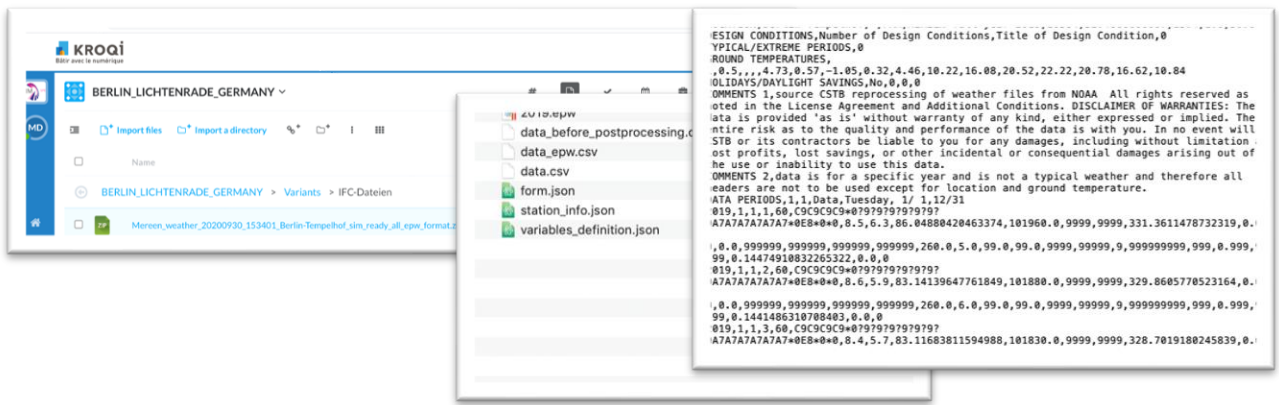 KROQI
Bâtir avec le numérique
BERLIN_LICHTENRADE_GERMANY
MD
Import files
Import a directory
Name
BERLIN_LICHTENRADE_GERMANY > Variants > IFC-Dateien
ZIP
Mereen_weather_20200930_153401_Berlin-Tempelhof_sim_ready_all_epw_format.z
2019.epw
data_before_postprocessing.c
data_epw.csv
data.csv
form.json
station_info.json
variables_definition.json
ESIGN CONDITIONS,Number of Design Conditions,Title of Design Condition,0
YPICAL/EXTREME PERIODS,0
ROUND TEMPERATURES,
,0.5,,,,4.73,0.57,-1.05,0.32,4.46,10.22,16.08,20.52,22.22,20.78,16.62,10.84
OLIDAYS/DAYLIGHT SAVINGS,No,0,0,0
OMMENTS 1,source CSTB reprocessing of weather files from NOAA  All rights reserved as
oted in the License Agreement and Additional Conditions. DISCLAIMER OF WARRANTIES: The
ata is provided 'as is' without warranty of any kind, either expressed or implied. The
ntire risk as to the quality and performance of the data is with you. In no event will
STB or its contractors be liable to you for any damages, including without limitation
ost profits, lost savings, or other incidental or consequential damages arising out of
he use or inability to use this data.
OMMENTS 2,data is for a specific year and is not a typical weather and therefore all
eaders are not to be used except for location and ground temperature.
ATA PERIODS,1,1,Data,Tuesday, 1/ 1,12/31
019,1,1,1,60,C9C9C9C9*0?9?9?9?9?9?9?
A7A7A7A7A7A7*0E8*0*0,8.5,6.3,86.04880420463374,101960.0,9999,9999,331.3611478732319,0.
,0.0,999999,999999,999999,999999,260.0,5.0,99.0,99.0,9999,99999,9,999999999,999,0.999,
99,0.14474910832265322,0.0,0
019,1,1,2,60,C9C9C9C9*0?9?9?9?9?9?9?
A7A7A7A7A7A7*0E8*0*0,8.6,5.9,83.14139647761849,101880.0,9999,9999,329.8605770523164,0.
,0.0,999999,999999,999999,999999,260.0,6.0,99.0,99.0,9999,99999,9,999999999,999,0.999,
99,0.1441486310708403,0.0,0
019,1,1,3,60,C9C9C9C9*0?9?9?9?9?9?9?
A7A7A7A7A7A7*0E8*0*0,8.4,5.7,83.11683811594988,101830.0,9999,9999,328.7019180245839,0.